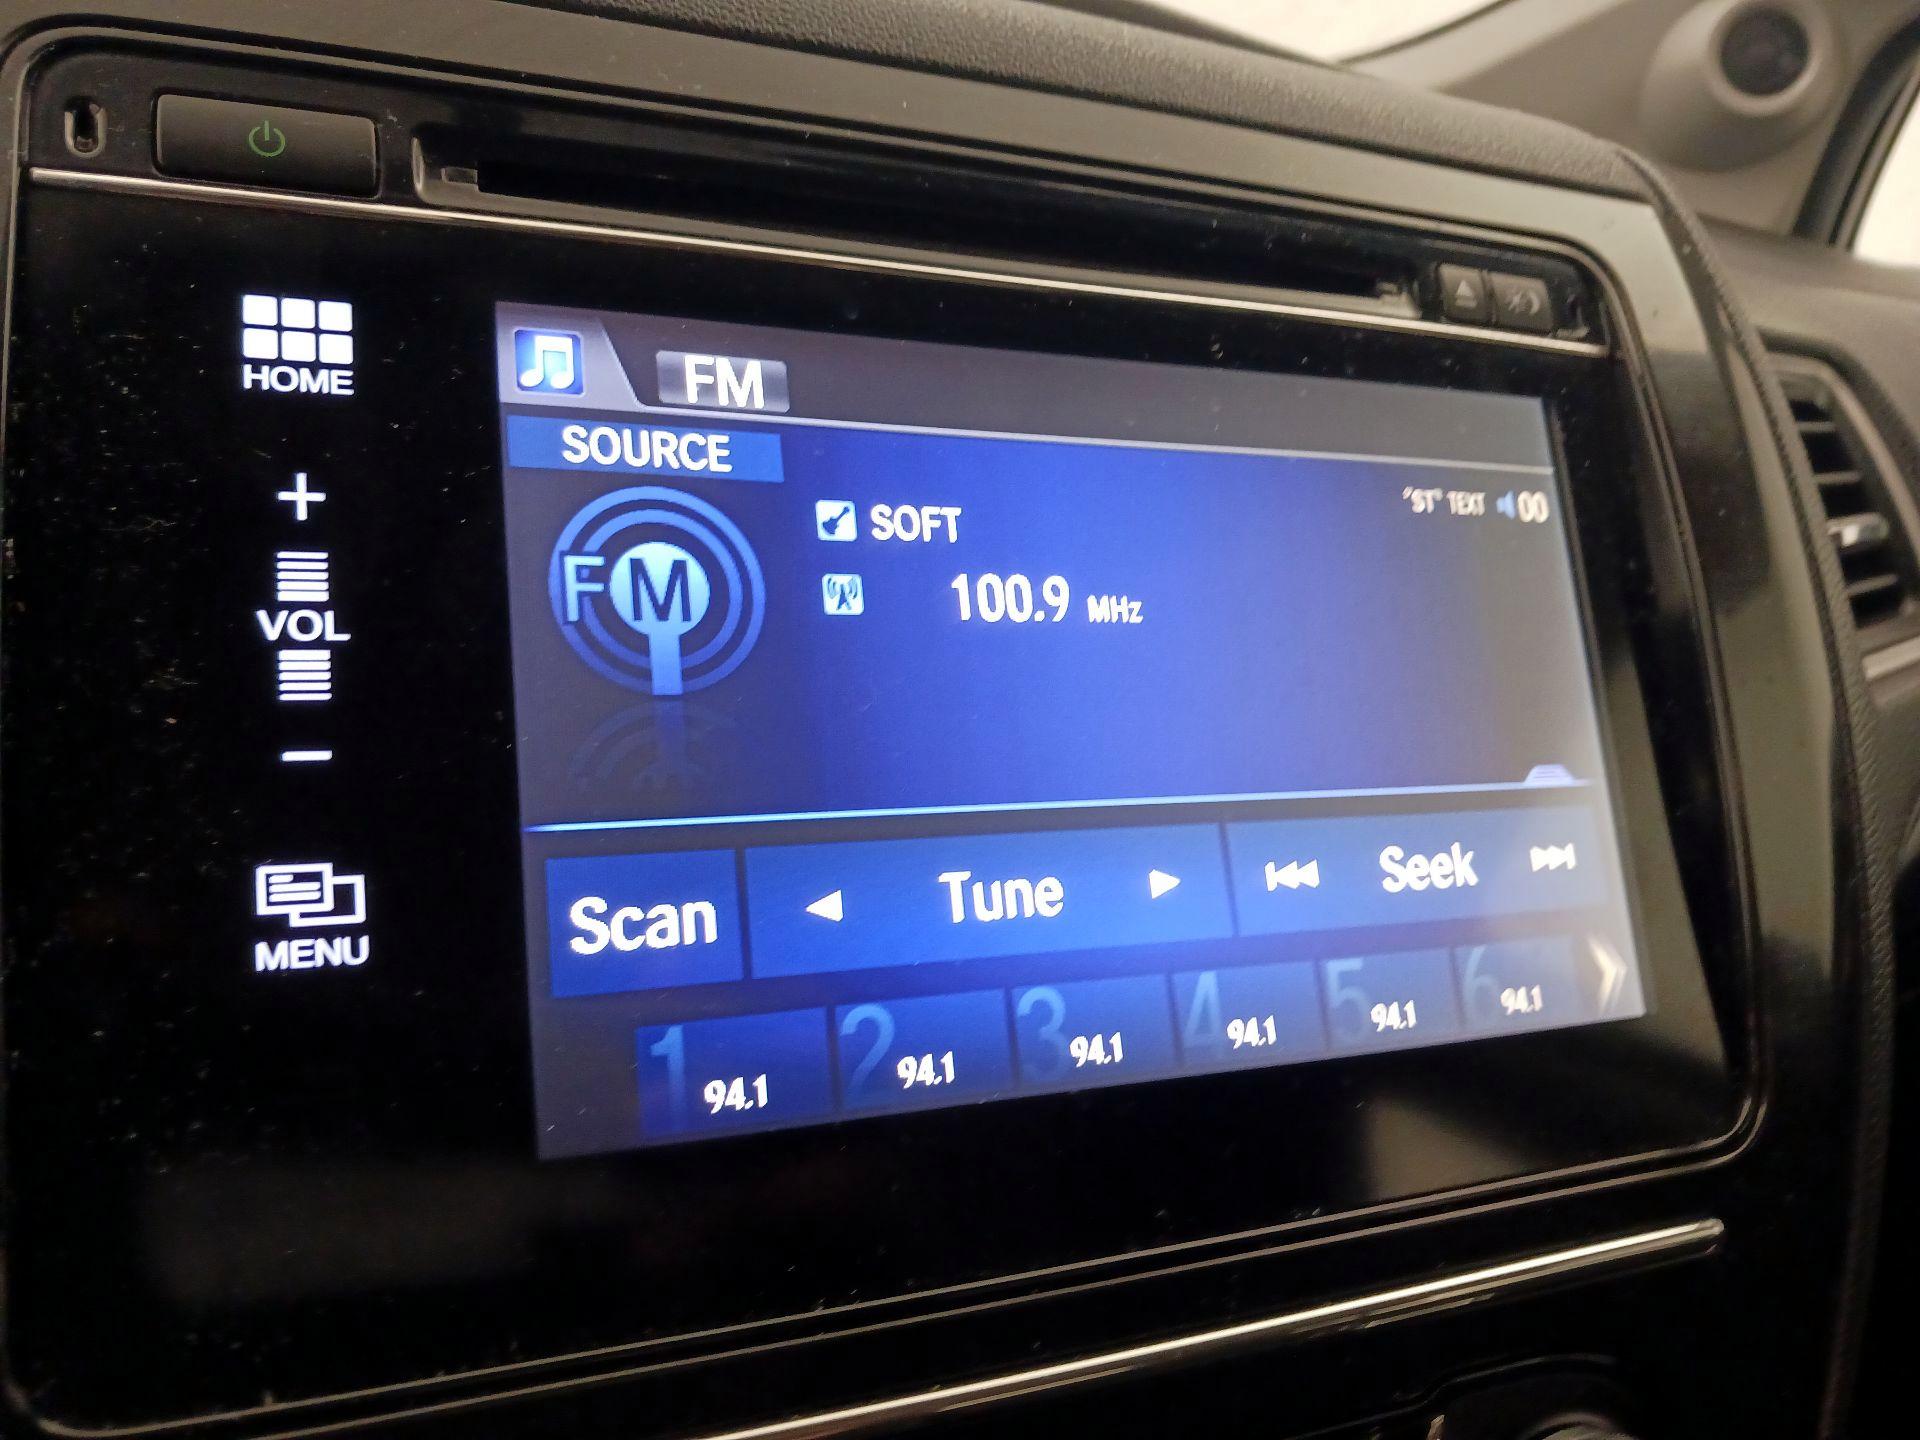 HOME
+
VOL
−
MENU
FM
SOURCE
FM
SOFT
"ST" TEXT 00
100.9 MHz
Scan
Tune
Seek
1 94.1
2 94.1
3 94.1
4 94.1
5 94.1
6 94.1